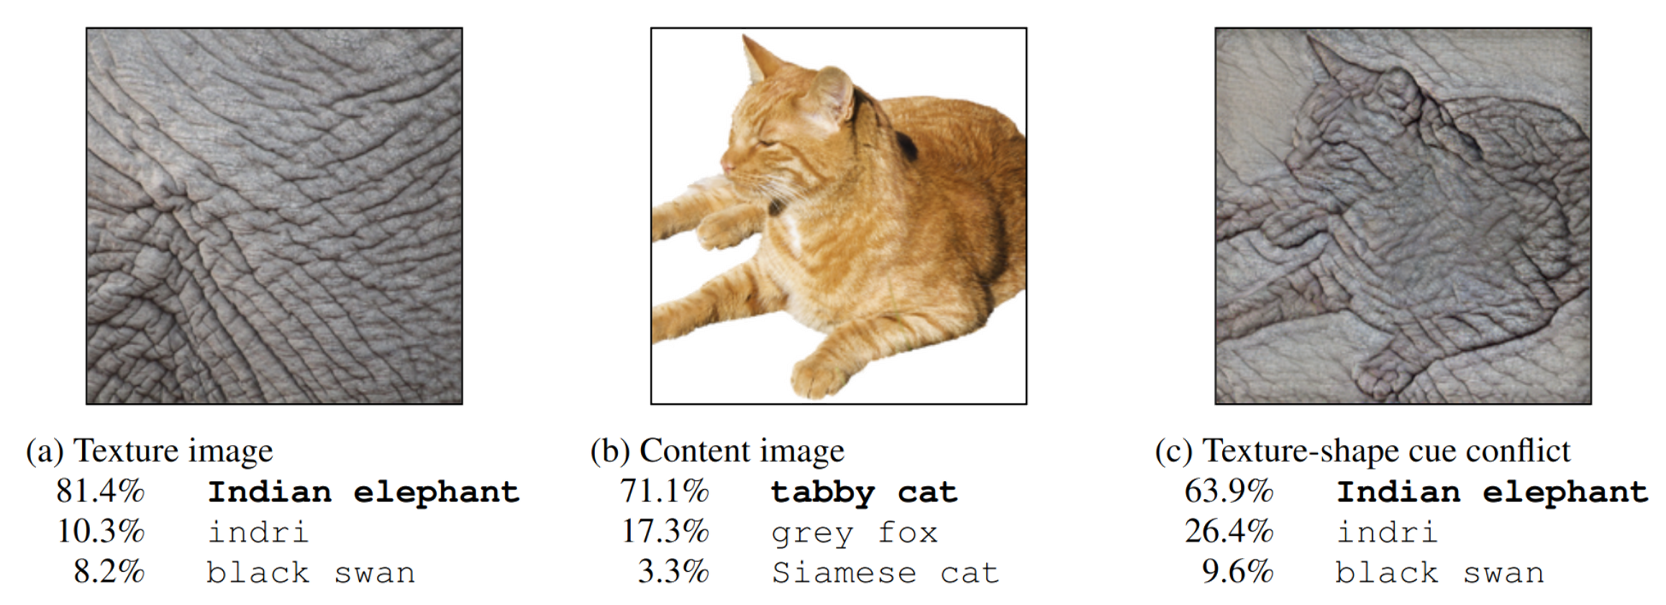 (a) Texture image
81.4% Indian elephant
10.3% indri
8.2% black swan
(b) Content image
71.1% tabby cat
17.3% grey fox
3.3% Siamese cat
(c) Texture-shape cue conflict
63.9% Indian elephant
26.4% indri
9.6% black swan